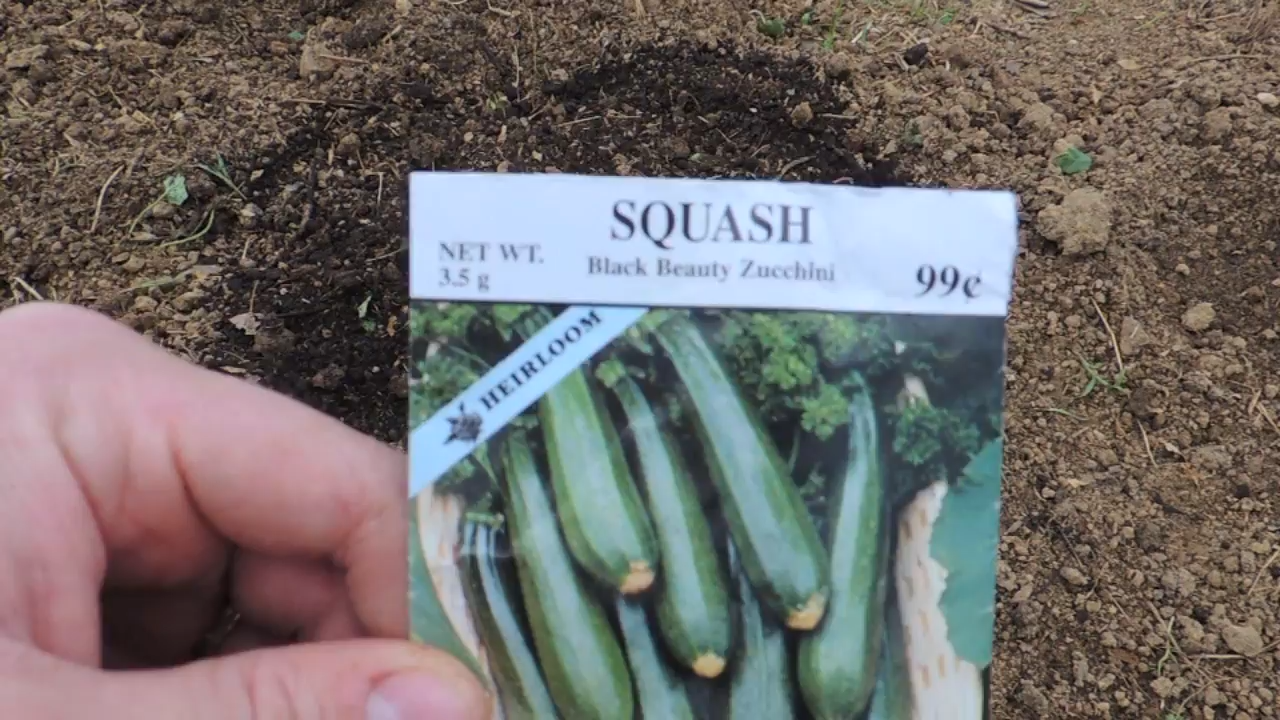 SQUASH
NET WT.
3.5 g
Black Beauty Zucchini
99¢
HEIRLOOM